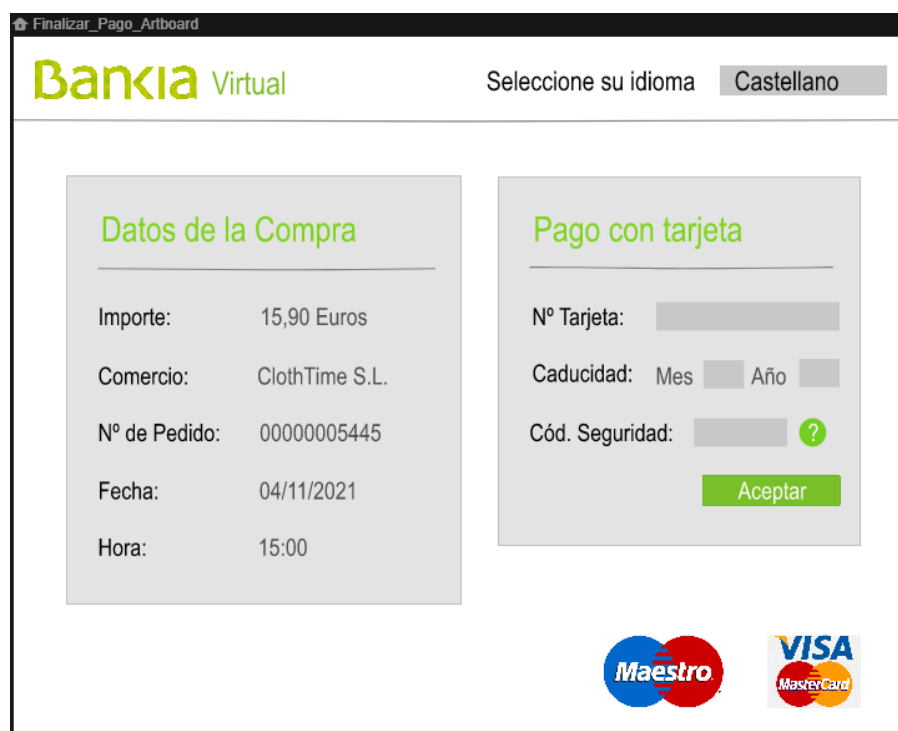 Finalizar_Pago_Artboard
Bankia Virtual
Seleccione su idioma Castellano
Datos de la Compra
Importe: 15,90 Euros
Comercio: ClothTime S.L.
Nº de Pedido: 00000005445
Fecha: 04/11/2021
Hora: 15:00
Pago con tarjeta
Nº Tarjeta:
Caducidad: Mes Año
Cód. Seguridad: ?
Aceptar
Maestro
VISA
MasterCard